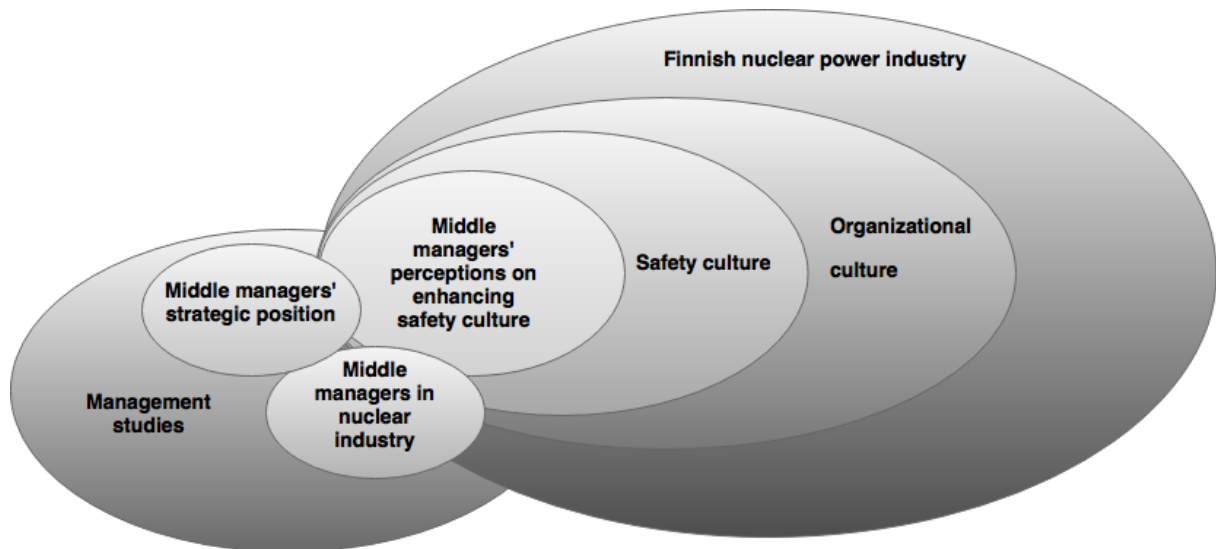 Finnish nuclear power industry
Organizational
culture
Safety culture
Middle
managers'
perceptions on
enhancing
safety culture
Middle managers'
strategic position
Middle
managers in
nuclear
industry
Management
studies